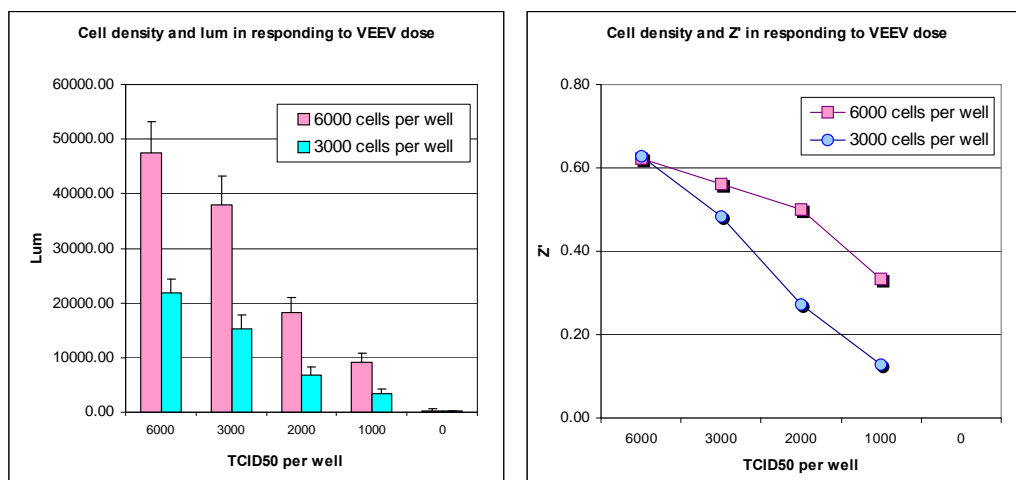 Cell density and lum in responding to VEEV dose
60000.00
50000.00
40000.00
30000.00
20000.00
10000.00
0.00
Lum
6000 cells per well
3000 cells per well
6000 3000 2000 1000 0
TCID50 per well
Cell density and Z' in responding to VEEV dose
0.80
0.60
0.40
0.20
0.00
Z'
6000 cells per well
3000 cells per well
6000 3000 2000 1000 0
TCID50 per well